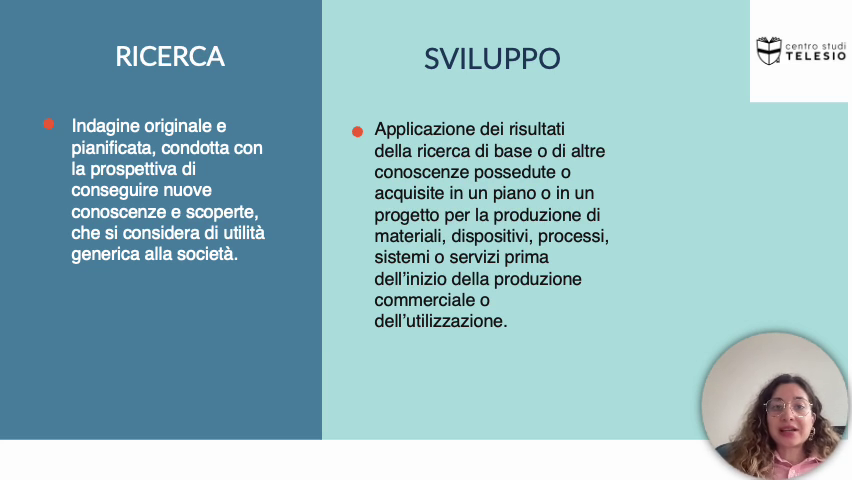 RICERCA
Indagine originale e
pianificata, condotta con
la prospettiva di
conseguire nuove
conoscenze e scoperte,
che si considera di utilità
generica alla società.
SVILUPPO
Applicazione dei risultati
della ricerca di base o di altre
conoscenze possedute o
acquisite in un piano o in un
progetto per la produzione di
materiali, dispositivi, processi,
sistemi o servizi prima
dell'inizio della produzione
commerciale o
dell'utilizzazione.
centro studi
TELESIO